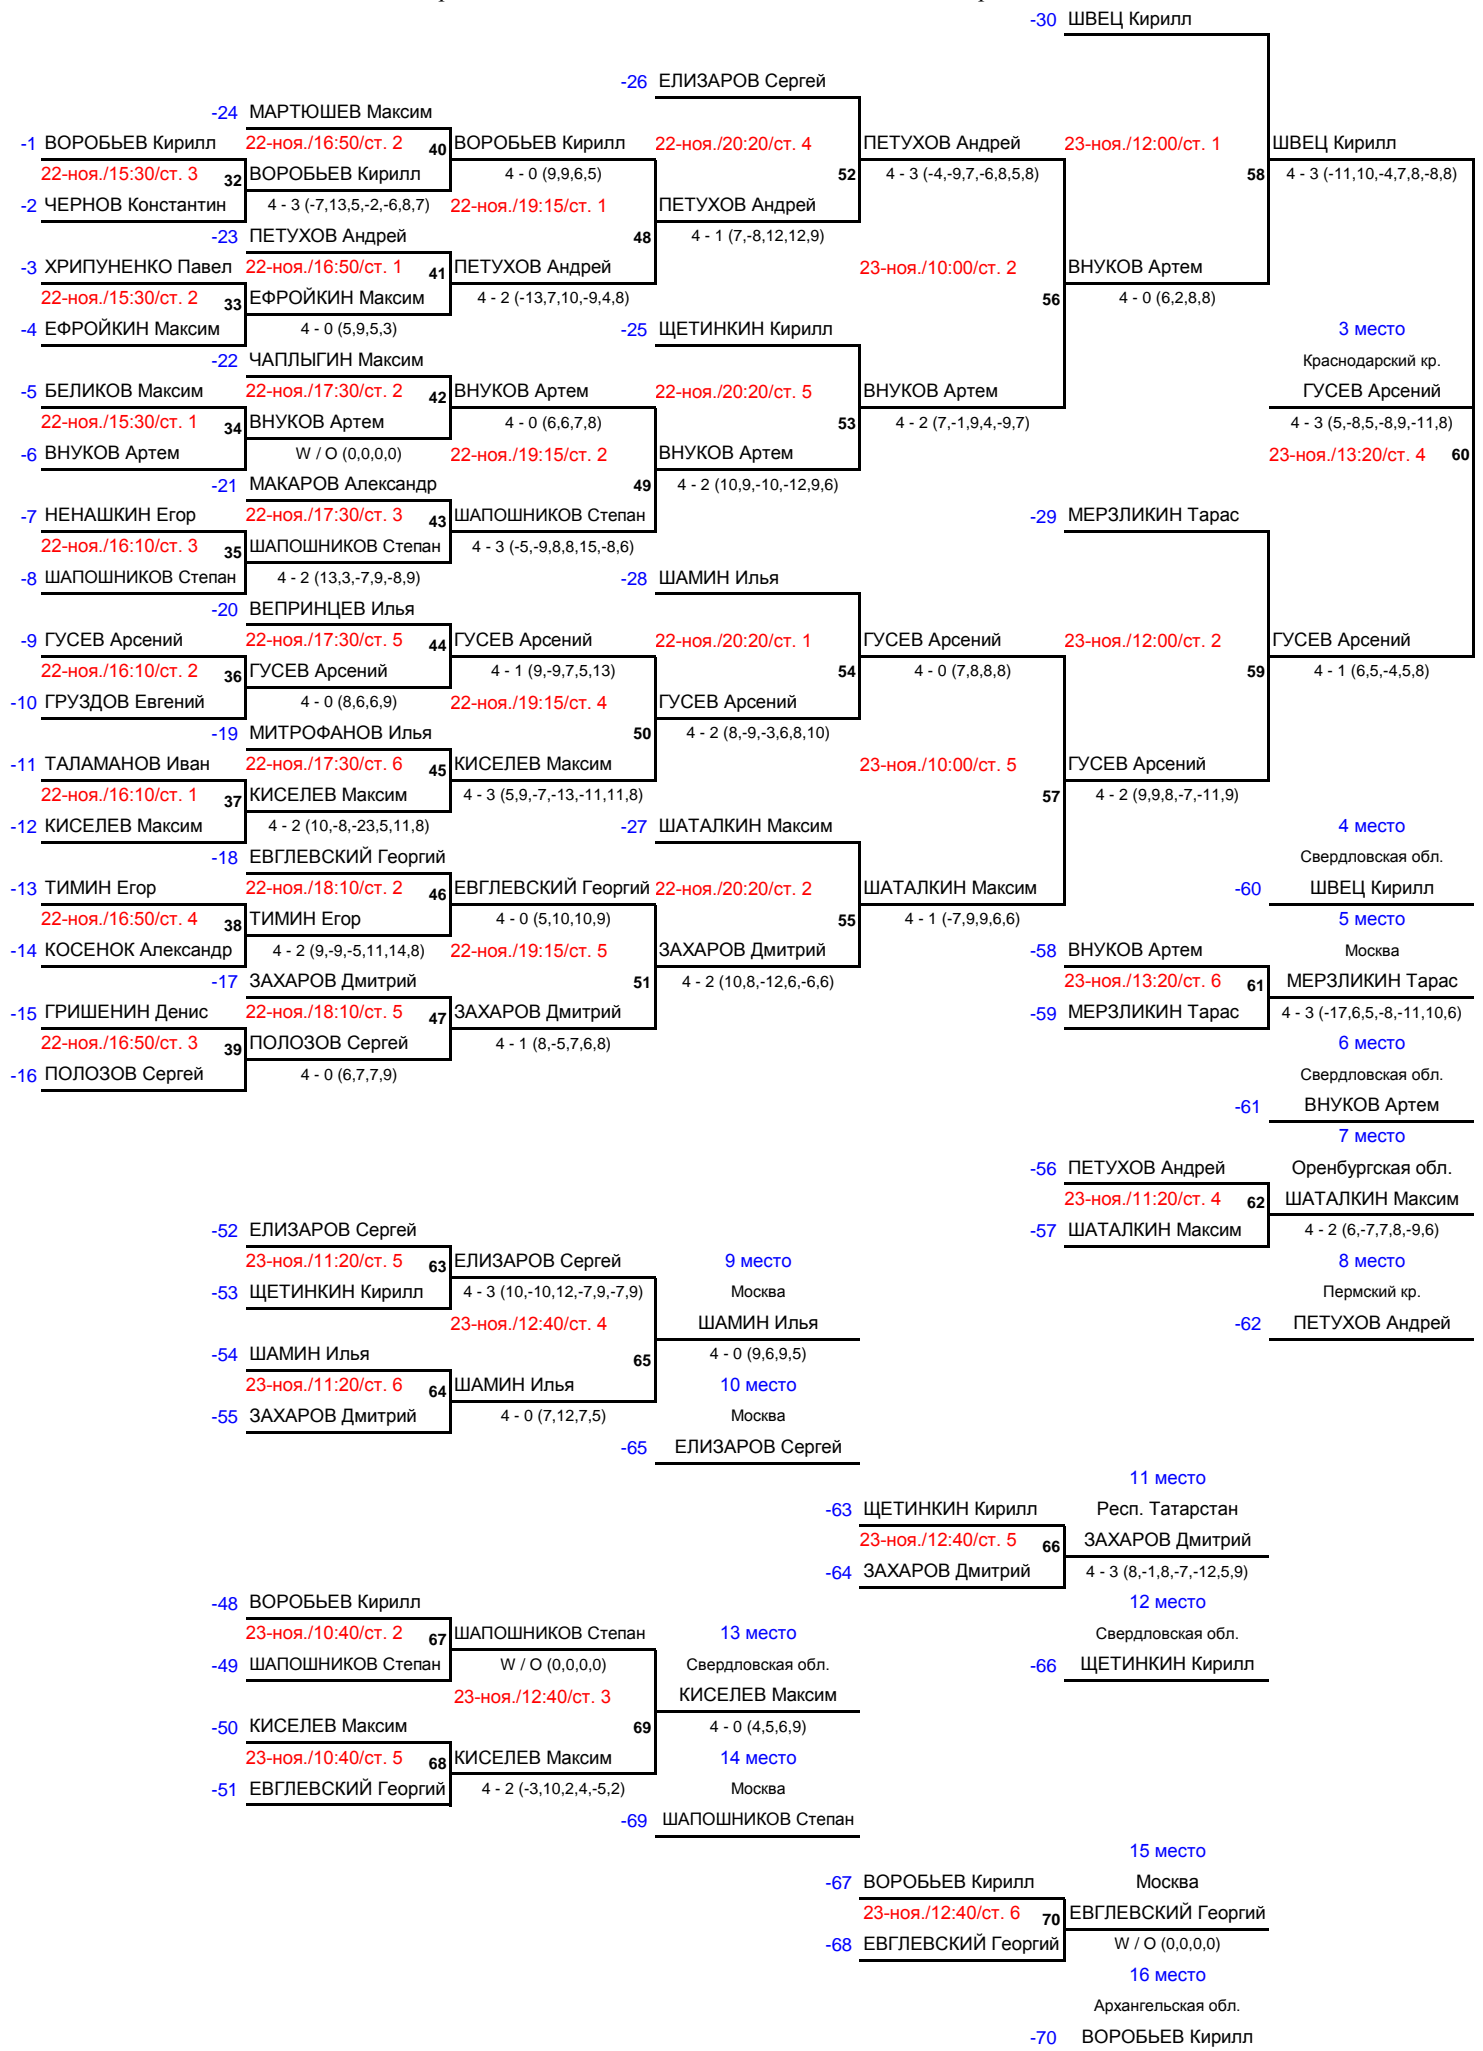 -30 ШВЕЦ Кирилл
-26 ЕЛИЗАРОВ Сергей
-24 МАРТЮШЕВ Максим
-1 ВОРОБЬЕВ Кирилл 22-ноя./16:50/ст. 2 40 ВОРОБЬЕВ Кирилл 22-ноя./20:20/ст. 4 ПЕТУХОВ Андрей 23-ноя./12:00/ст. 1 ШВЕЦ Кирилл
22-ноя./15:30/ст. 3 32 ВОРОБЬЕВ Кирилл 4 - 0 (9,9,6,5) 52 4 - 3 (-4,-9,7,-6,8,5,8) 58 4 - 3 (-11,10,-4,7,8,-8,8)
-2 ЧЕРНОВ Константин 4 - 3 (-7,13,5,-2,-6,8,7) 22-ноя./19:15/ст. 1 ПЕТУХОВ Андрей
-23 ПЕТУХОВ Андрей 48 4 - 1 (7,-8,12,12,9)
-3 ХРИПУНЕНКО Павел 22-ноя./16:50/ст. 1 41 ПЕТУХОВ Андрей 23-ноя./10:00/ст. 2 ВНУКОВ Артем
22-ноя./15:30/ст. 2 33 ЕФРОЙКИН Максим 4 - 2 (-13,7,10,-9,4,8) 56 4 - 0 (6,2,8,8)
-4 ЕФРОЙКИН Максим 4 - 0 (5,9,5,3) -25 ЩЕТИНКИН Кирилл 3 место
-22 ЧАПЛЫГИН Максим Краснодарский кр.
-5 БЕЛИКОВ Максим 22-ноя./17:30/ст. 2 42 ВНУКОВ Артем 22-ноя./20:20/ст. 5 ВНУКОВ Артем ГУСЕВ Арсений
22-ноя./15:30/ст. 1 34 ВНУКОВ Артем 4 - 0 (6,6,7,8) 53 4 - 2 (7,-1,9,4,-9,7) 4 - 3 (5,-8,5,-8,9,-11,8)
-6 ВНУКОВ Артем W / O (0,0,0,0) 22-ноя./19:15/ст. 2 ВНУКОВ Артем 23-ноя./13:20/ст. 4 60
-21 МАКАРОВ Александр 49 4 - 2 (10,9,-10,-12,9,6)
-7 НЕНАШКИН Егор 22-ноя./17:30/ст. 3 43 ШАПОШНИКОВ Степан -29 МЕРЗЛИКИН Тарас
22-ноя./16:10/ст. 3 35 ШАПОШНИКОВ Степан 4 - 3 (-5,-9,8,8,15,-8,6)
-8 ШАПОШНИКОВ Степан 4 - 2 (13,3,-7,9,-8,9) -28 ШАМИН Илья
-20 ВЕПРИНЦЕВ Илья
-9 ГУСЕВ Арсений 22-ноя./17:30/ст. 5 44 ГУСЕВ Арсений 22-ноя./20:20/ст. 1 ГУСЕВ Арсений 23-ноя./12:00/ст. 2 ГУСЕВ Арсений
22-ноя./16:10/ст. 2 36 ГУСЕВ Арсений 4 - 1 (9,-9,7,5,13) 54 4 - 0 (7,8,8,8) 59 4 - 1 (6,5,-4,5,8)
-10 ГРУЗДОВ Евгений 4 - 0 (8,6,6,9) 22-ноя./19:15/ст. 4 ГУСЕВ Арсений
-19 МИТРОФАНОВ Илья 50 4 - 2 (8,-9,-3,6,8,10)
-11 ТАЛАМАНОВ Иван 22-ноя./17:30/ст. 6 45 КИСЕЛЕВ Максим 23-ноя./10:00/ст. 5 ГУСЕВ Арсений
22-ноя./16:10/ст. 1 37 КИСЕЛЕВ Максим 4 - 3 (5,9,-7,-13,-11,11,8) 57 4 - 2 (9,9,8,-7,-11,9)
-12 КИСЕЛЕВ Максим 4 - 2 (10,-8,-23,5,11,8) -27 ШАТАЛКИН Максим 4 место
-18 ЕВГЛЕВСКИЙ Георгий Свердловская обл.
-13 ТИМИН Егор 22-ноя./18:10/ст. 2 46 ЕВГЛЕВСКИЙ Георгий 22-ноя./20:20/ст. 2 ШАТАЛКИН Максим -60 ШВЕЦ Кирилл
22-ноя./16:50/ст. 4 38 ТИМИН Егор 4 - 0 (5,10,10,9) 55 4 - 1 (-7,9,9,6,6) 5 место
-14 КОСЕНОК Александр 4 - 2 (9,-9,-5,11,14,8) 22-ноя./19:15/ст. 5 ЗАХАРОВ Дмитрий -58 ВНУКОВ Артем Москва
-17 ЗАХАРОВ Дмитрий 51 4 - 2 (10,8,-12,6,-6,6) 23-ноя./13:20/ст. 6 61 МЕРЗЛИКИН Тарас
-15 ГРИШЕНИН Денис 22-ноя./18:10/ст. 5 47 ЗАХАРОВ Дмитрий -59 МЕРЗЛИКИН Тарас 4 - 3 (-17,6,5,-8,-11,10,6)
22-ноя./16:50/ст. 3 39 ПОЛОЗОВ Сергей 4 - 1 (8,-5,7,6,8) 6 место
-16 ПОЛОЗОВ Сергей 4 - 0 (6,7,7,9) Свердловская обл.
-61 ВНУКОВ Артем
7 место
-56 ПЕТУХОВ Андрей Оренбургская обл.
23-ноя./11:20/ст. 4 62 ШАТАЛКИН Максим
-52 ЕЛИЗАРОВ Сергей -57 ШАТАЛКИН Максим 4 - 2 (6,-7,7,8,-9,6)
23-ноя./11:20/ст. 5 63 ЕЛИЗАРОВ Сергей 9 место 8 место
-53 ЩЕТИНКИН Кирилл 4 - 3 (10,-10,12,-7,9,-7,9) Москва Пермский кр.
23-ноя./12:40/ст. 4 ШАМИН Илья -62 ПЕТУХОВ Андрей
-54 ШАМИН Илья 65 4 - 0 (9,6,9,5)
23-ноя./11:20/ст. 6 64 ШАМИН Илья 10 место
-55 ЗАХАРОВ Дмитрий 4 - 0 (7,12,7,5) Москва
-65 ЕЛИЗАРОВ Сергей
11 место
-63 ЩЕТИНКИН Кирилл Респ. Татарстан
23-ноя./12:40/ст. 5 66 ЗАХАРОВ Дмитрий
-64 ЗАХАРОВ Дмитрий 4 - 3 (8,-1,8,-7,-12,5,9)
-48 ВОРОБЬЕВ Кирилл 12 место
23-ноя./10:40/ст. 2 67 ШАПОШНИКОВ Степан 13 место Свердловская обл.
-49 ШАПОШНИКОВ Степан W / O (0,0,0,0) Свердловская обл. -66 ЩЕТИНКИН Кирилл
23-ноя./12:40/ст. 3 КИСЕЛЕВ Максим
-50 КИСЕЛЕВ Максим 69 4 - 0 (4,5,6,9)
23-ноя./10:40/ст. 5 68 КИСЕЛЕВ Максим 14 место
-51 ЕВГЛЕВСКИЙ Георгий 4 - 2 (-3,10,2,4,-5,2) Москва
-69 ШАПОШНИКОВ Степан
15 место
-67 ВОРОБЬЕВ Кирилл Москва
23-ноя./12:40/ст. 6 70 ЕВГЛЕВСКИЙ Георгий
-68 ЕВГЛЕВСКИЙ Георгий W / O (0,0,0,0)
16 место
Архангельская обл.
-70 ВОРОБЬЕВ Кирилл